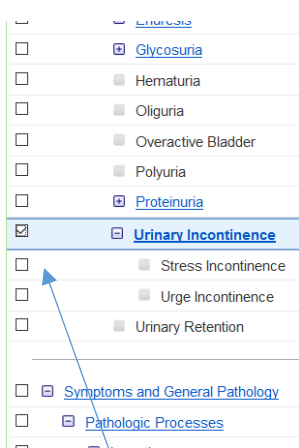 Enuresis
Glycosuria
Hematuria
Oliguria
Overactive Bladder
Polyuria
Proteinuria
Urinary Incontinence
Stress Incontinence
Urge Incontinence
Urinary Retention
Symptoms and General Pathology
Pathologic Processes